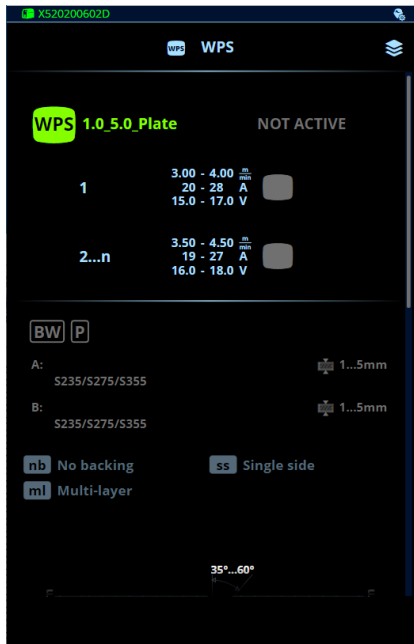 X520200602D
WPS WPS
WPS 1.0_5.0_Plate NOT ACTIVE
1
3.00 - 4.00 m/min
20 - 28 A
15.0 - 17.0 V
2...n
3.50 - 4.50 m/min
19 - 27 A
16.0 - 18.0 V
BW P
A: 1...5mm
S235/S275/S355
B: 1...5mm
S235/S275/S355
nb No backing ss Single side
ml Multi-layer
35°...60°